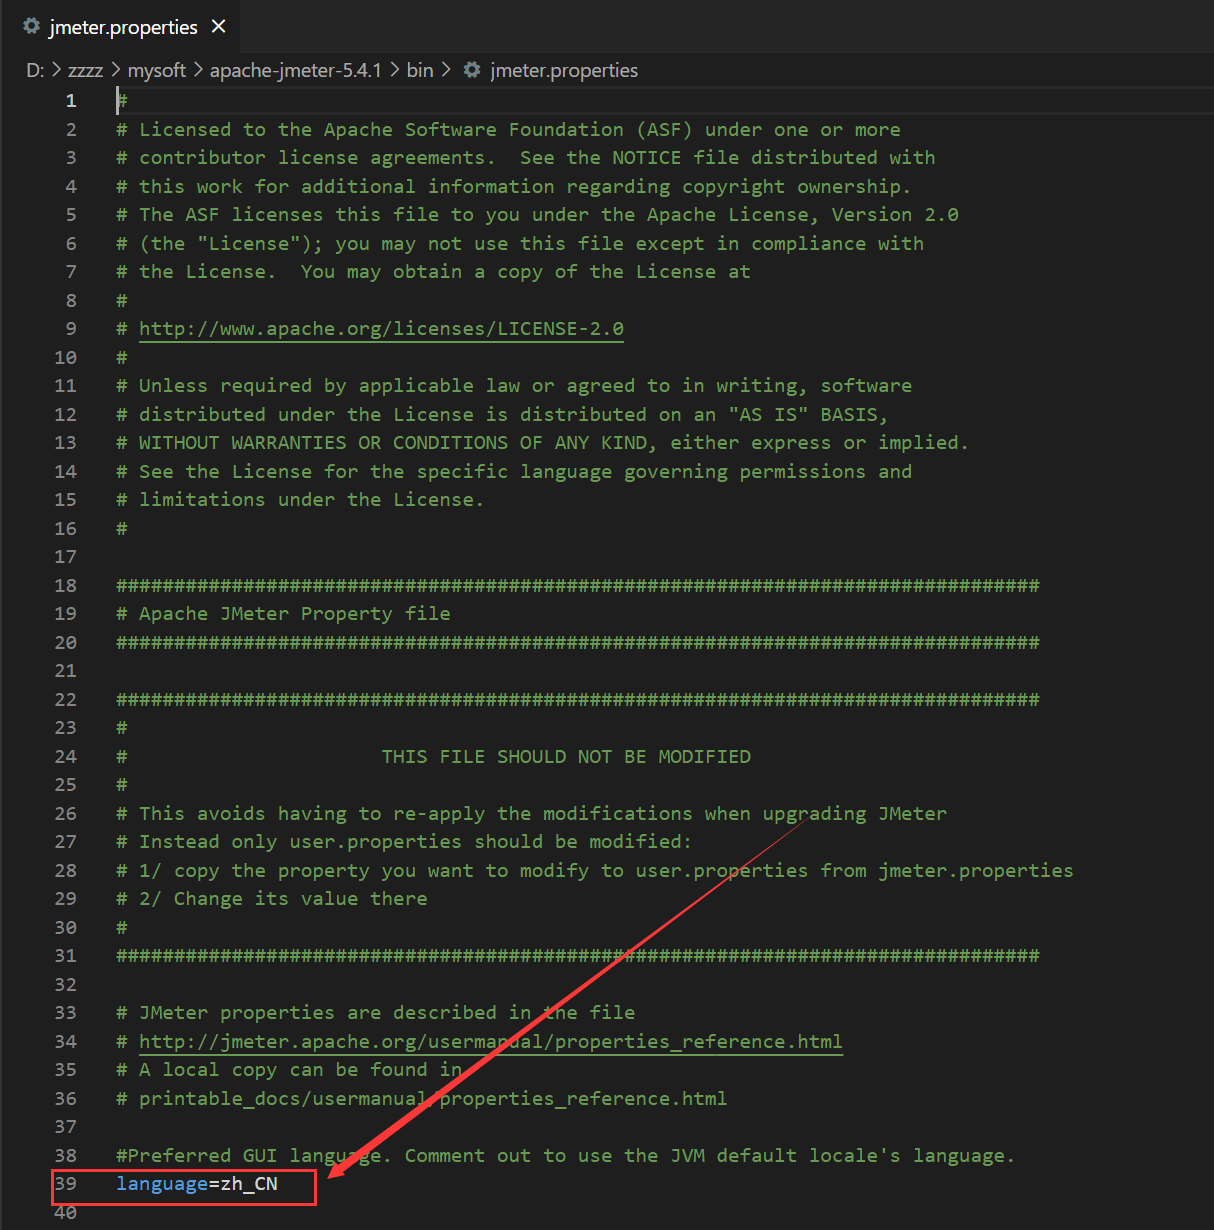 jmeter.properties
D: > zzzz > mysoft > apache-jmeter-5.4.1 > bin > jmeter.properties
1 #
2 # Licensed to the Apache Software Foundation (ASF) under one or more
3 # contributor license agreements.  See the NOTICE file distributed with
4 # this work for additional information regarding copyright ownership.
5 # The ASF licenses this file to you under the Apache License, Version 2.0
6 # (the "License"); you may not use this file except in compliance with
7 # the License.  You may obtain a copy of the License at
8 #
9 # http://www.apache.org/licenses/LICENSE-2.0
10 #
11 # Unless required by applicable law or agreed to in writing, software
12 # distributed under the License is distributed on an "AS IS" BASIS,
13 # WITHOUT WARRANTIES OR CONDITIONS OF ANY KIND, either express or implied.
14 # See the License for the specific language governing permissions and
15 # limitations under the License.
16 #
17
18 ################################################################################
19 # Apache JMeter Property file
20 ################################################################################
21
22 ################################################################################
23 #
24 #                      THIS FILE SHOULD NOT BE MODIFIED
25 #
26 # This avoids having to re-apply the modifications when upgrading JMeter
27 # Instead only user.properties should be modified:
28 # 1/ copy the property you want to modify to user.properties from jmeter.properties
29 # 2/ Change its value there
30 #
31 ################################################################################
32
33 # JMeter properties are described in the file
34 # http://jmeter.apache.org/usermanual/properties_reference.html
35 # A local copy can be found in
36 # printable_docs/usermanual/properties_reference.html
37
38 #Preferred GUI language. Comment out to use the JVM default locale's language.
39 language=zh_CN
40